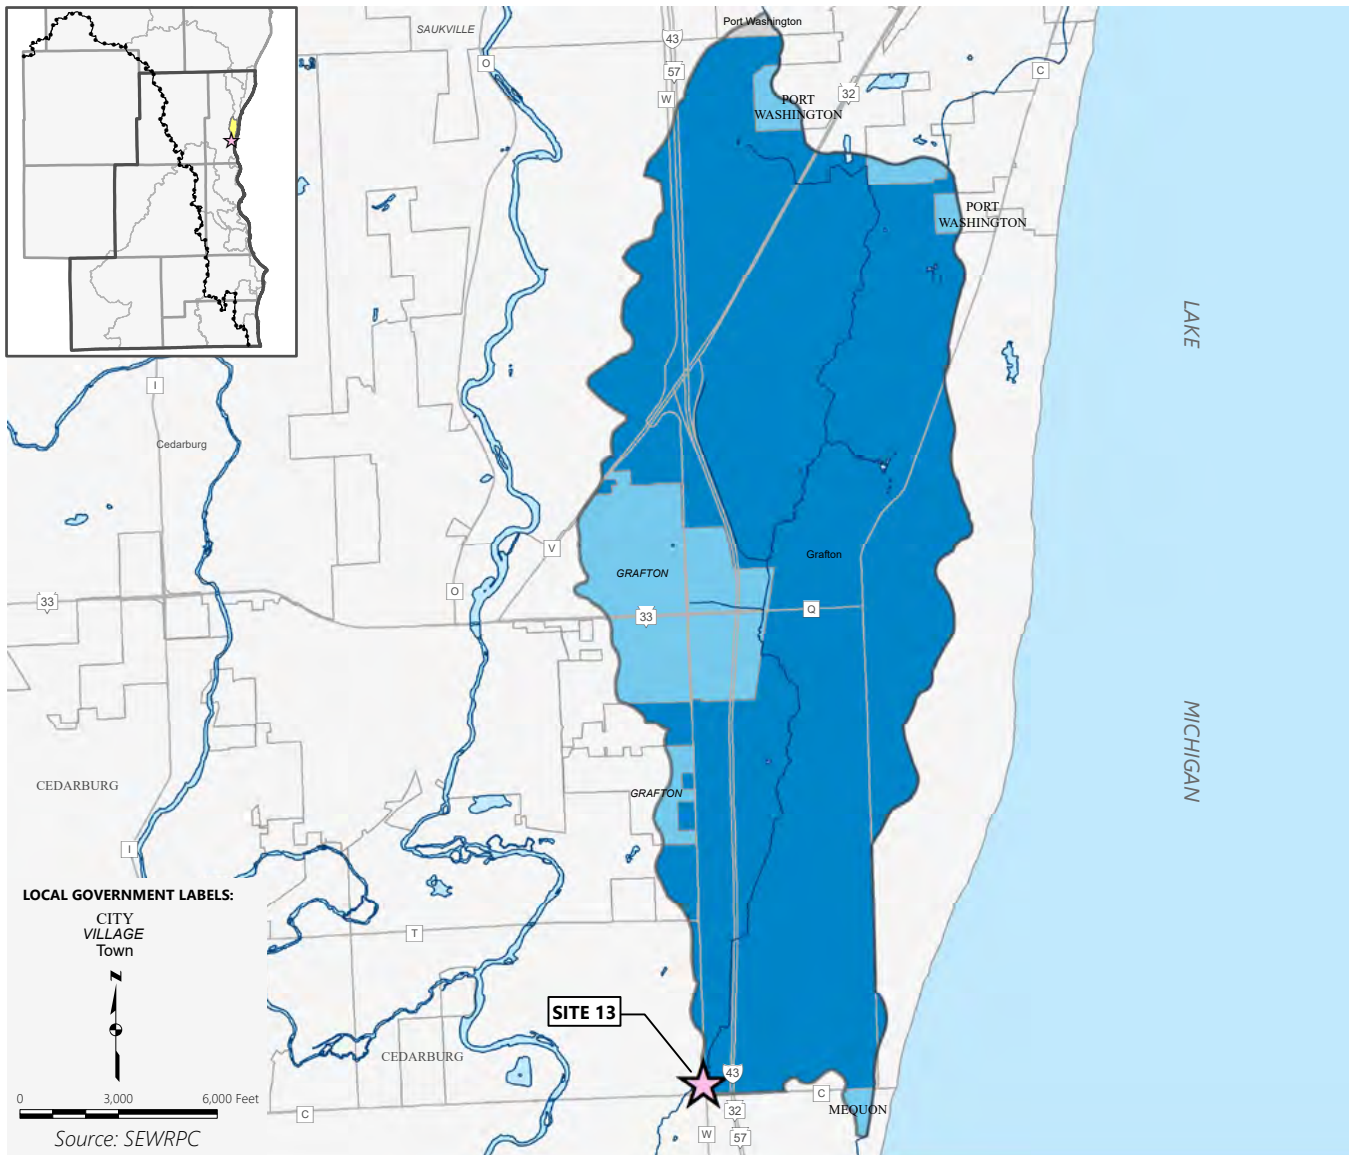 Port Washington
SAUKVILLE
43
O
57
C
W
32
PORT
WASHINGTON
PORT
WASHINGTON
LAKE
I
Cedarburg
V
GRAFTON
Grafton
O
33
33
Q
MICHIGAN
CEDARBURG
GRAFTON
I
LOCAL GOVERNMENT LABELS:
CITY
VILLAGE
Town
T
N
SITE 13
CEDARBURG
43
C
0 3,000 6,000 Feet
C
32
MEQUON
W
57
Source: SEWRPC